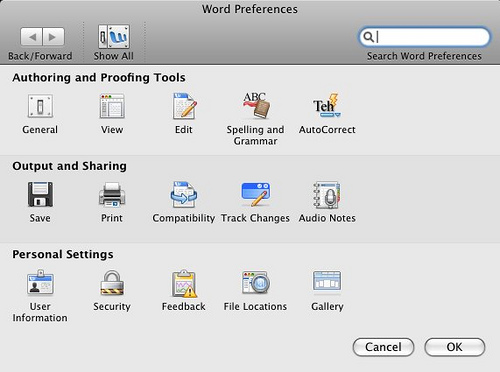 Word Preferences
Back/Forward
Show All
Search Word Preferences
Authoring and Proofing Tools
General
View
Edit
ABC
Spelling and
Grammar
Teh
AutoCorrect
Output and Sharing
Save
Print
Compatibility
Track Changes
Audio Notes
Personal Settings
User
Information
Security
Feedback
File Locations
Gallery
Cancel
OK